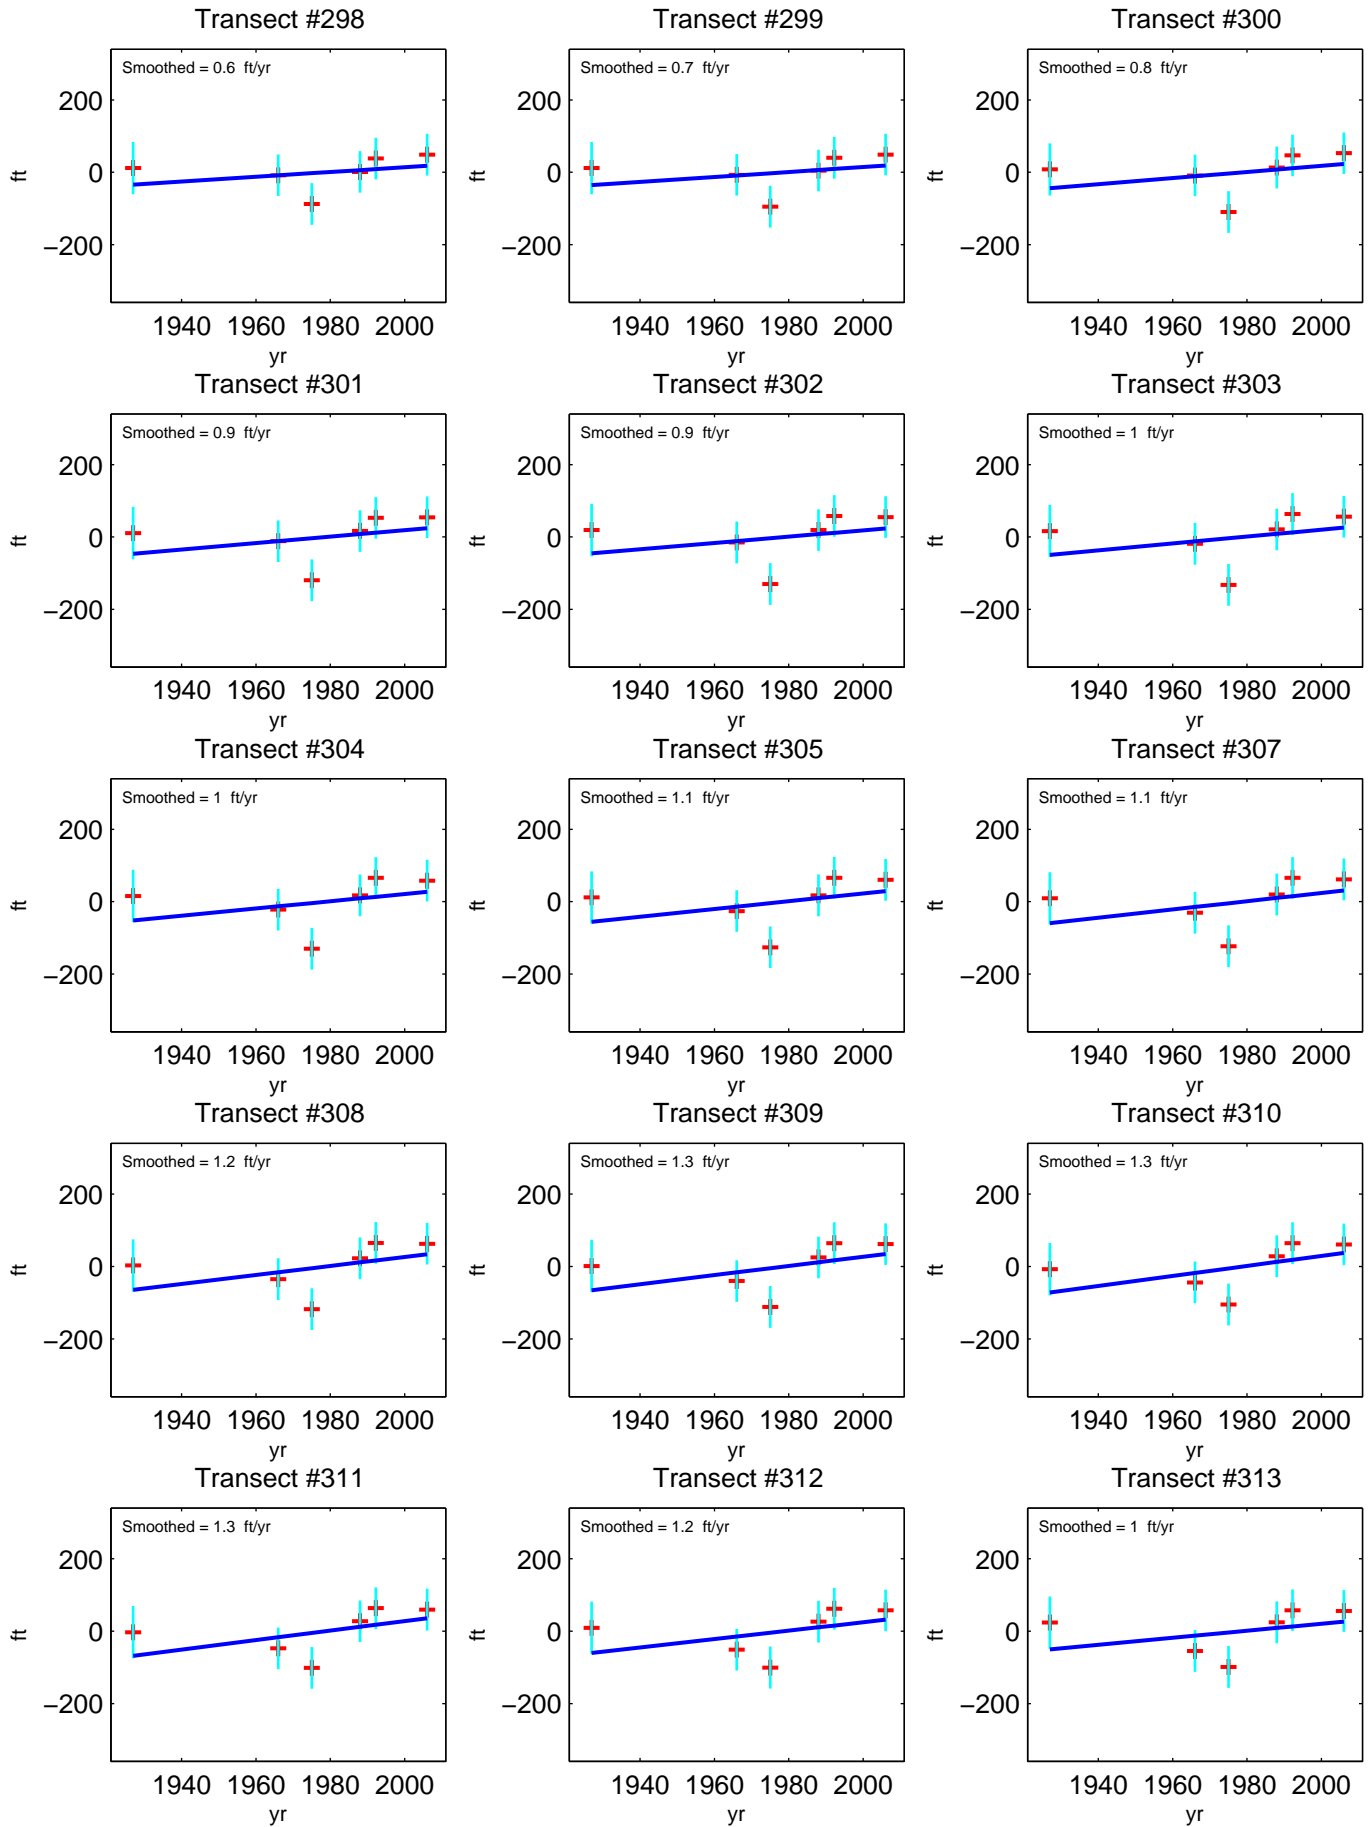 Transect #298 Transect #299 Transect #300
Smoothed = 0.6 ft/yr Smoothed = 0.7 ft/yr Smoothed = 0.8 ft/yr
200 200 200
ft 0 ft 0 ft 0
−200 −200 −200
1940 1960 1980 2000 1940 1960 1980 2000 1940 1960 1980 2000
yr yr yr
Transect #301 Transect #302 Transect #303
Smoothed = 0.9 ft/yr Smoothed = 0.9 ft/yr Smoothed = 1 ft/yr
200 200 200
ft 0 ft 0 ft 0
−200 −200 −200
1940 1960 1980 2000 1940 1960 1980 2000 1940 1960 1980 2000
yr yr yr
Transect #304 Transect #305 Transect #307
Smoothed = 1 ft/yr Smoothed = 1.1 ft/yr Smoothed = 1.1 ft/yr
200 200 200
ft 0 ft 0 ft 0
−200 −200 −200
1940 1960 1980 2000 1940 1960 1980 2000 1940 1960 1980 2000
yr yr yr
Transect #308 Transect #309 Transect #310
Smoothed = 1.2 ft/yr Smoothed = 1.3 ft/yr Smoothed = 1.3 ft/yr
200 200 200
ft 0 ft 0 ft 0
−200 −200 −200
1940 1960 1980 2000 1940 1960 1980 2000 1940 1960 1980 2000
yr yr yr
Transect #311 Transect #312 Transect #313
Smoothed = 1.3 ft/yr Smoothed = 1.2 ft/yr Smoothed = 1 ft/yr
200 200 200
ft 0 ft 0 ft 0
−200 −200 −200
1940 1960 1980 2000 1940 1960 1980 2000 1940 1960 1980 2000
yr yr yr